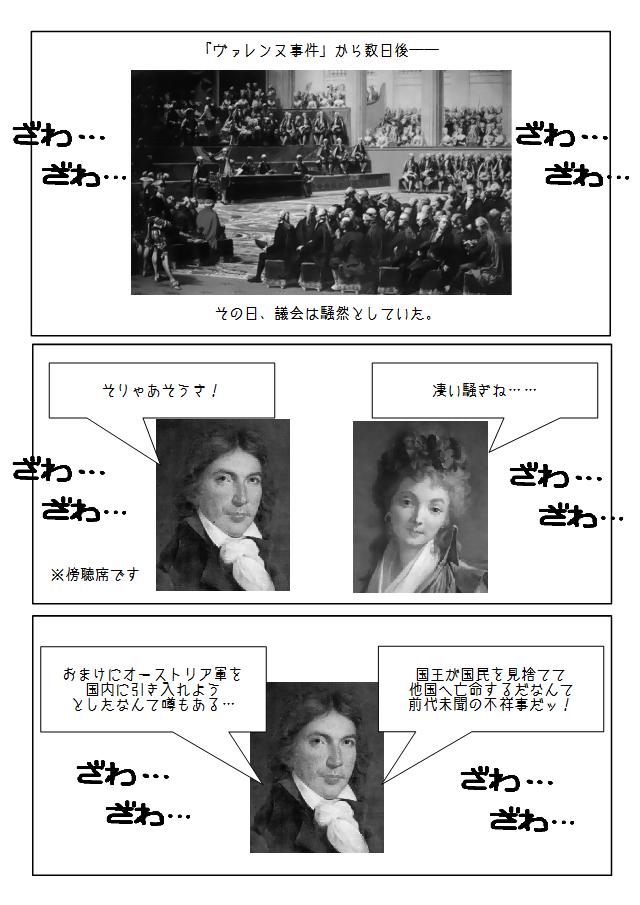 「ヴァレンヌ事件」から数日後──
ざわ…
ざわ…
ざわ…
ざわ…
その日、議会は騒然としていた。
凄い騒ぎね……
そりゃあそうさ！
ざわ…
ざわ…
ざわ…
ざわ…
※傍聴席です
国王が国民を見捨てて
他国へ亡命するだなんて
前代未聞の不祥事だッ！
おまけにオーストリア軍を
国内に引き入れよう
としたなんて噂もある…
ざわ…
ざわ…
ざわ…
ざわ…